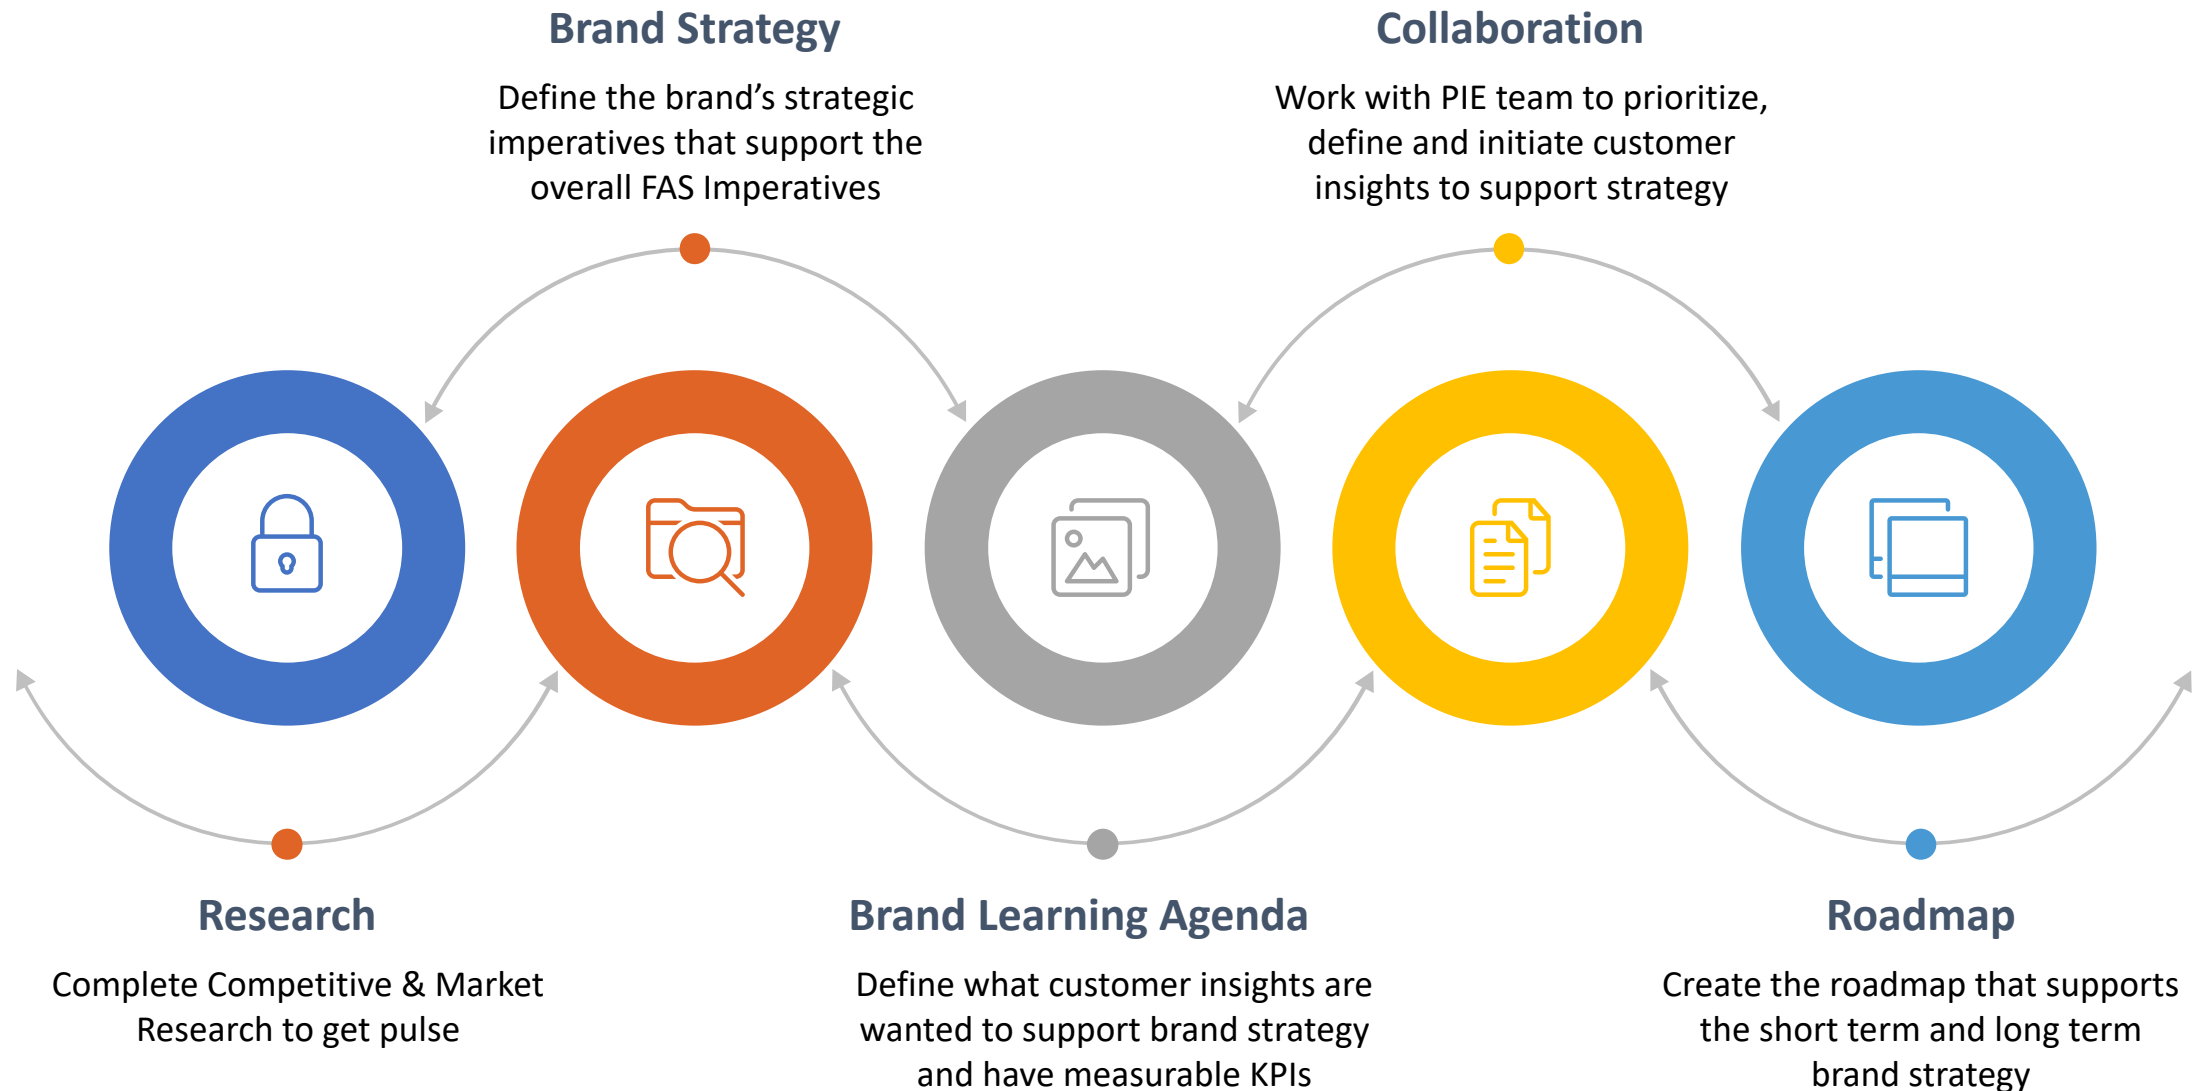 Brand Strategy
Define the brand’s strategic
imperatives that support the
overall FAS Imperatives
Collaboration
Work with PIE team to prioritize,
define and initiate customer
insights to support strategy
Research
Complete Competitive & Market
Research to get pulse
Brand Learning Agenda
Define what customer insights are
wanted to support brand strategy
and have measurable KPIs
Roadmap
Create the roadmap that supports
the short term and long term
brand strategy